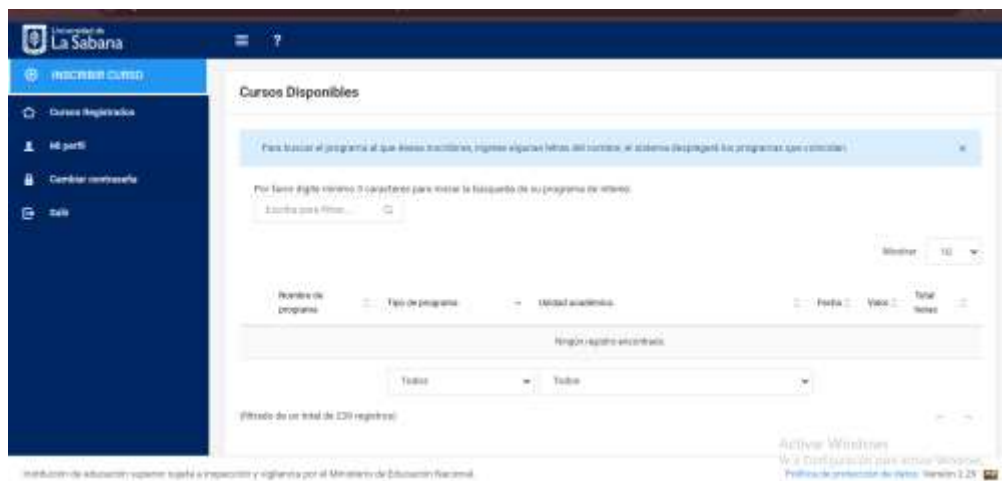 Universidad de
La Sabana
?
INSCRIBIR CURSO
Cursos Registrados
Mi perfil
Cambiar contraseña
Salir
Cursos Disponibles
Para buscar el programa al que desea inscribirse, ingrese algunas letras del nombre, el sistema desplegará los programas que coincidan
×
Por favor digite mínimo 3 caracteres para iniciar la búsqueda de su programa de interés
Escriba para filtrar...
Mostrar 10
Nombre de programa Tipo de programa Unidad académica Fecha Valor Total horas
Ningún registro encontrado
Todos Todos
(filtrado de un total de registros)
Activar Windows
Ve a Configuración para activar Windows.
Institución de educación superior sujeta a inspección y vigilancia por el Ministerio de Educación Nacional.
Política de protección de datos Versión